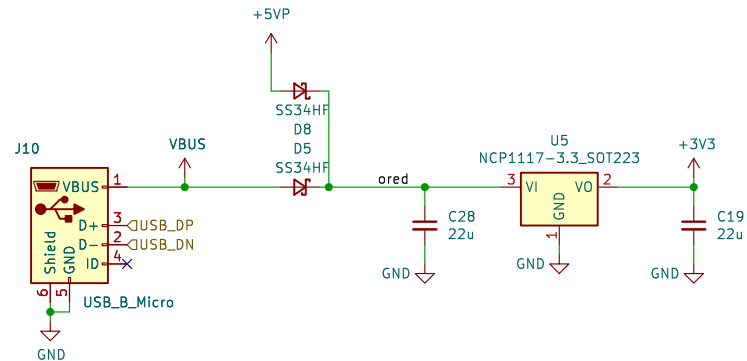 +5VP
SS34HF
D8
D5
SS34HF
J10
VBUS
ored
U5
NCP1117-3.3_SOT223
+3V3
VBUS 1
3 VI
VO 2
GND
1
D+ 3 USB_DP
D- 2 USB_DN
ID 4
Shield
GND
6
5
USB_B_Micro
GND
C28
22u
GND
GND
C19
22u
GND